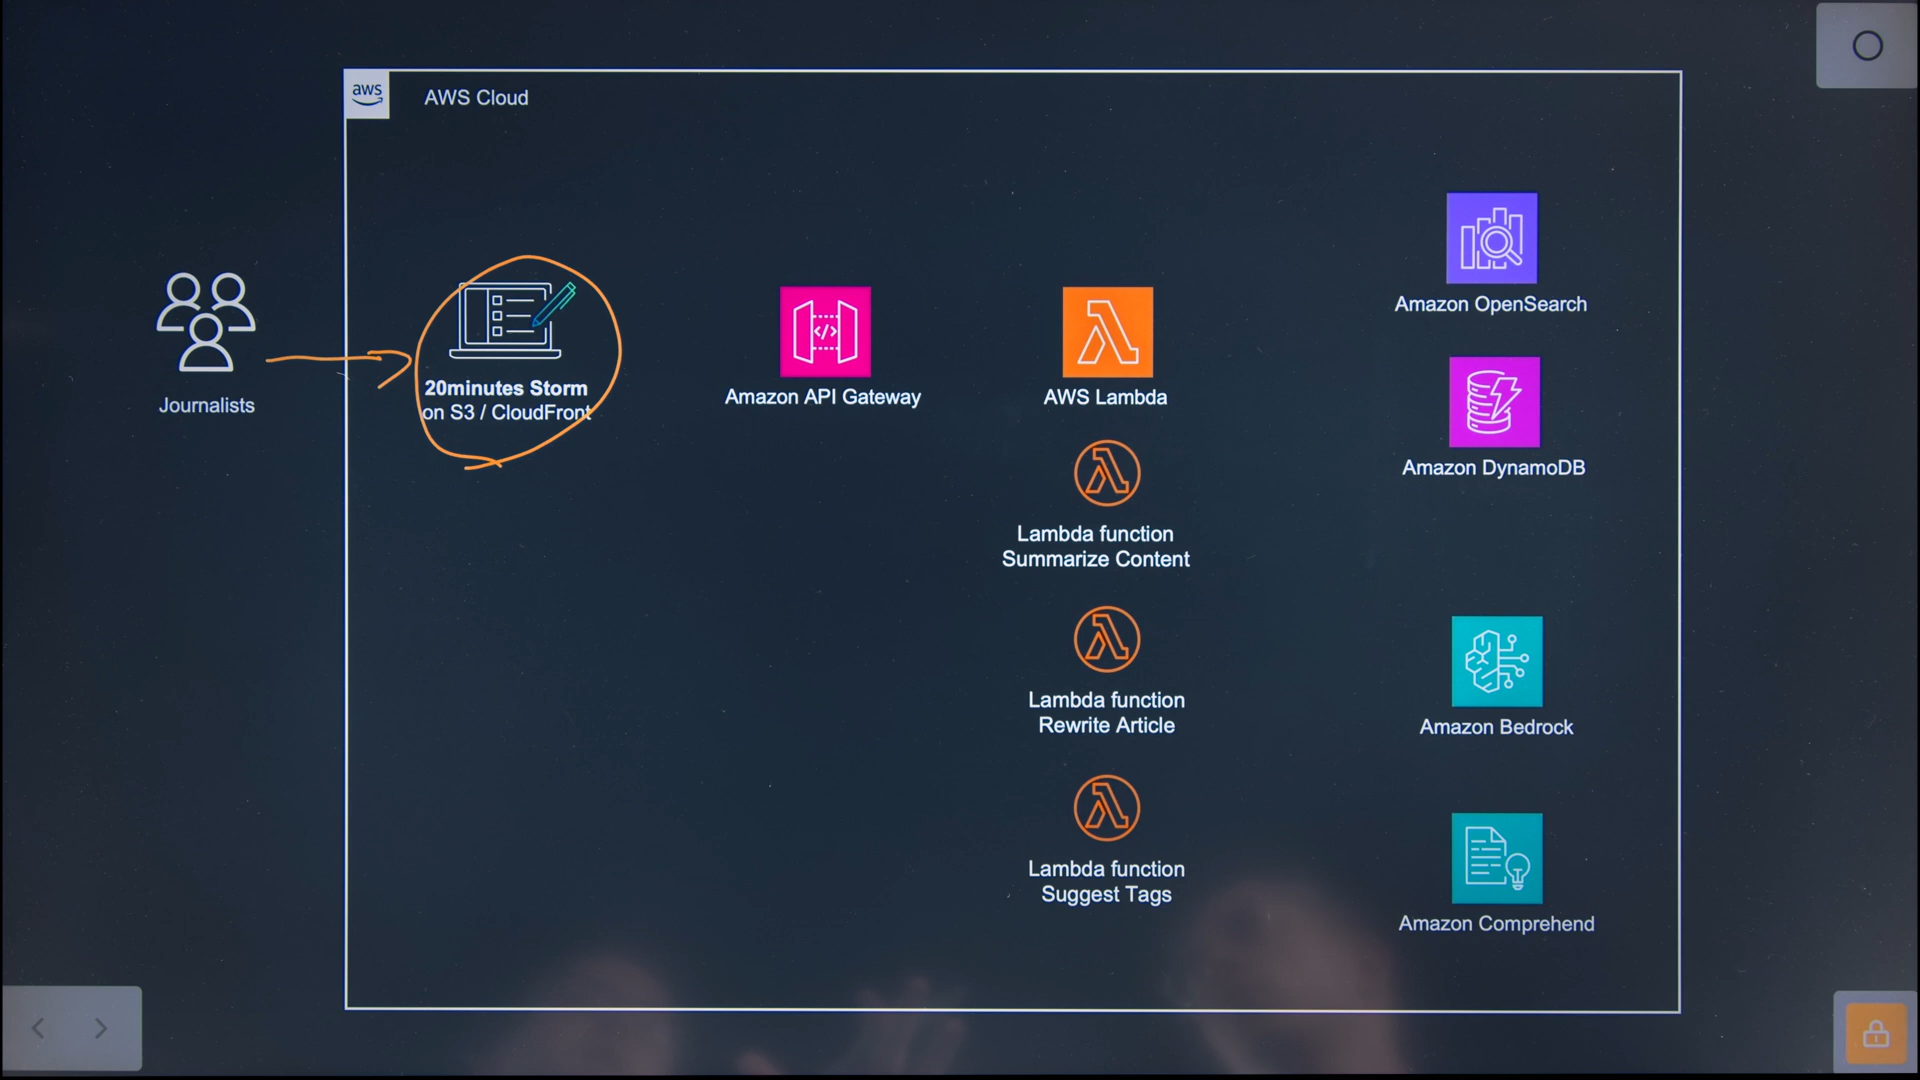 aws
AWS Cloud
Journalists
20minutes Storm
on S3 / CloudFront
Amazon API Gateway
AWS Lambda
Lambda function
Summarize Content
Lambda function
Rewrite Article
Lambda function
Suggest Tags
Amazon OpenSearch
Amazon DynamoDB
Amazon Bedrock
Amazon Comprehend